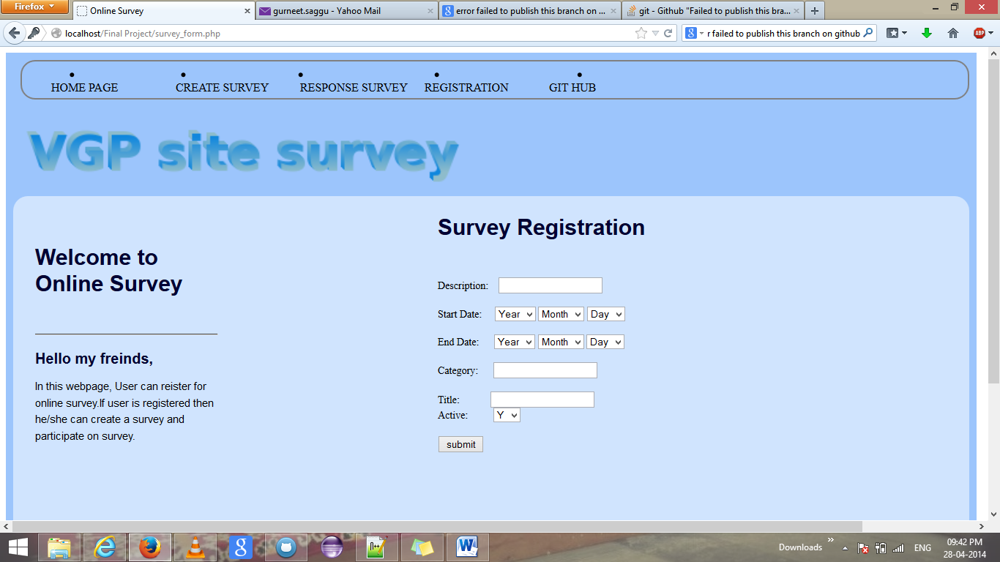 Firefox
Online Survey
gurneet.saggu - Yahoo Mail
error failed to publish this branch on ...
git - Github "Failed to publish this bra...
localhost/Final Project/survey_form.php
r failed to publish this branch on github
ABP
HOME PAGE
CREATE SURVEY
RESPONSE SURVEY
REGISTRATION
GIT HUB
VGP site survey
Survey Registration
Welcome to
Online Survey
Description:
Start Date: Year Month Day
End Date: Year Month Day
Hello my freinds,
Category:
In this webpage, User can reister for
online survey.If user is registered then
he/she can create a survey and
participate on survey.
Title:
Active: Y
submit
Downloads
ENG
09:42 PM
28-04-2014